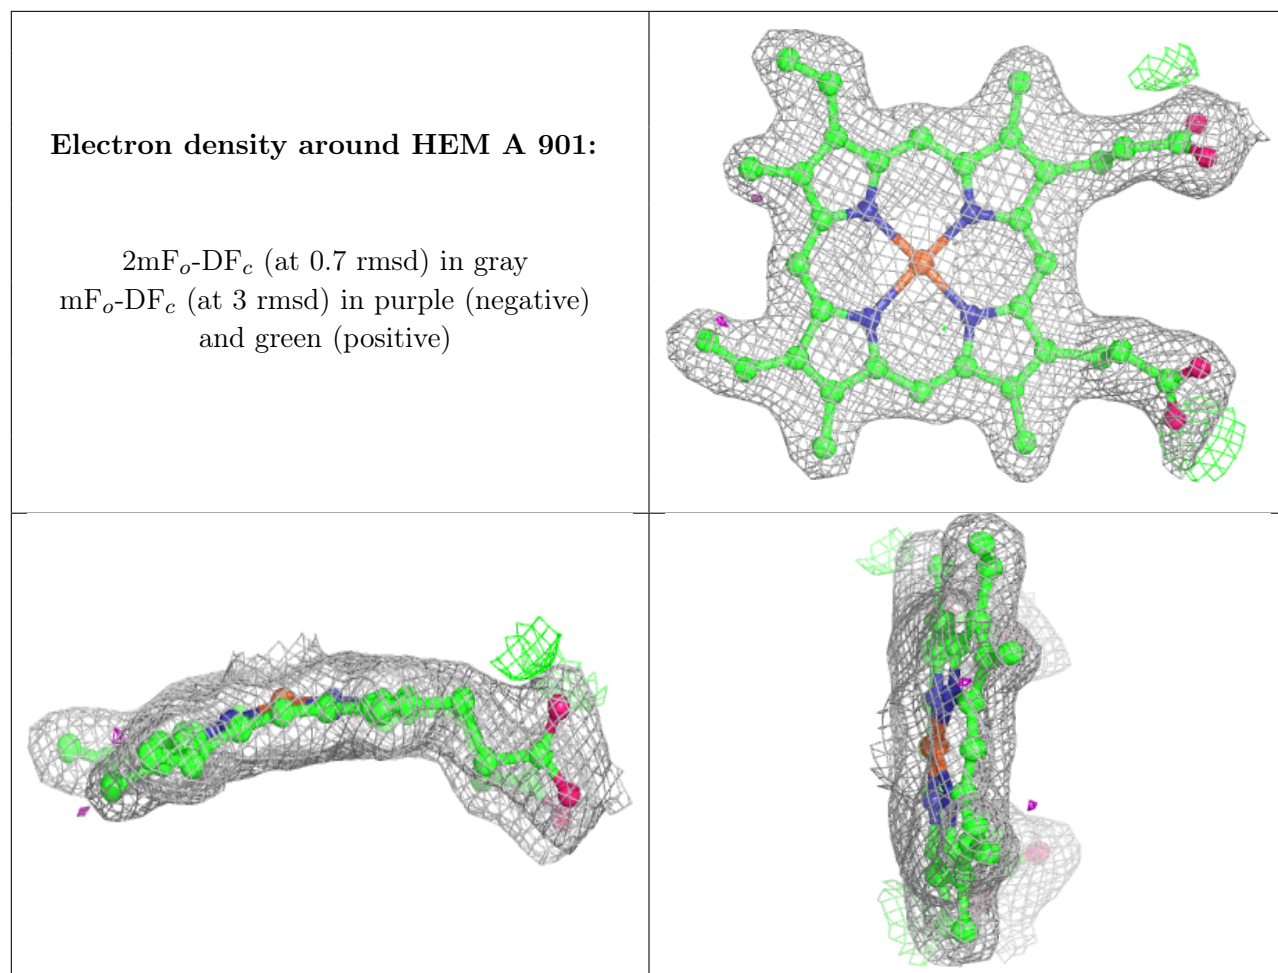 Electron density around HEM A 901:
2mFo-DFc (at 0.7 rmsd) in gray
mFo-DFc (at 3 rmsd) in purple (negative)
and green (positive)